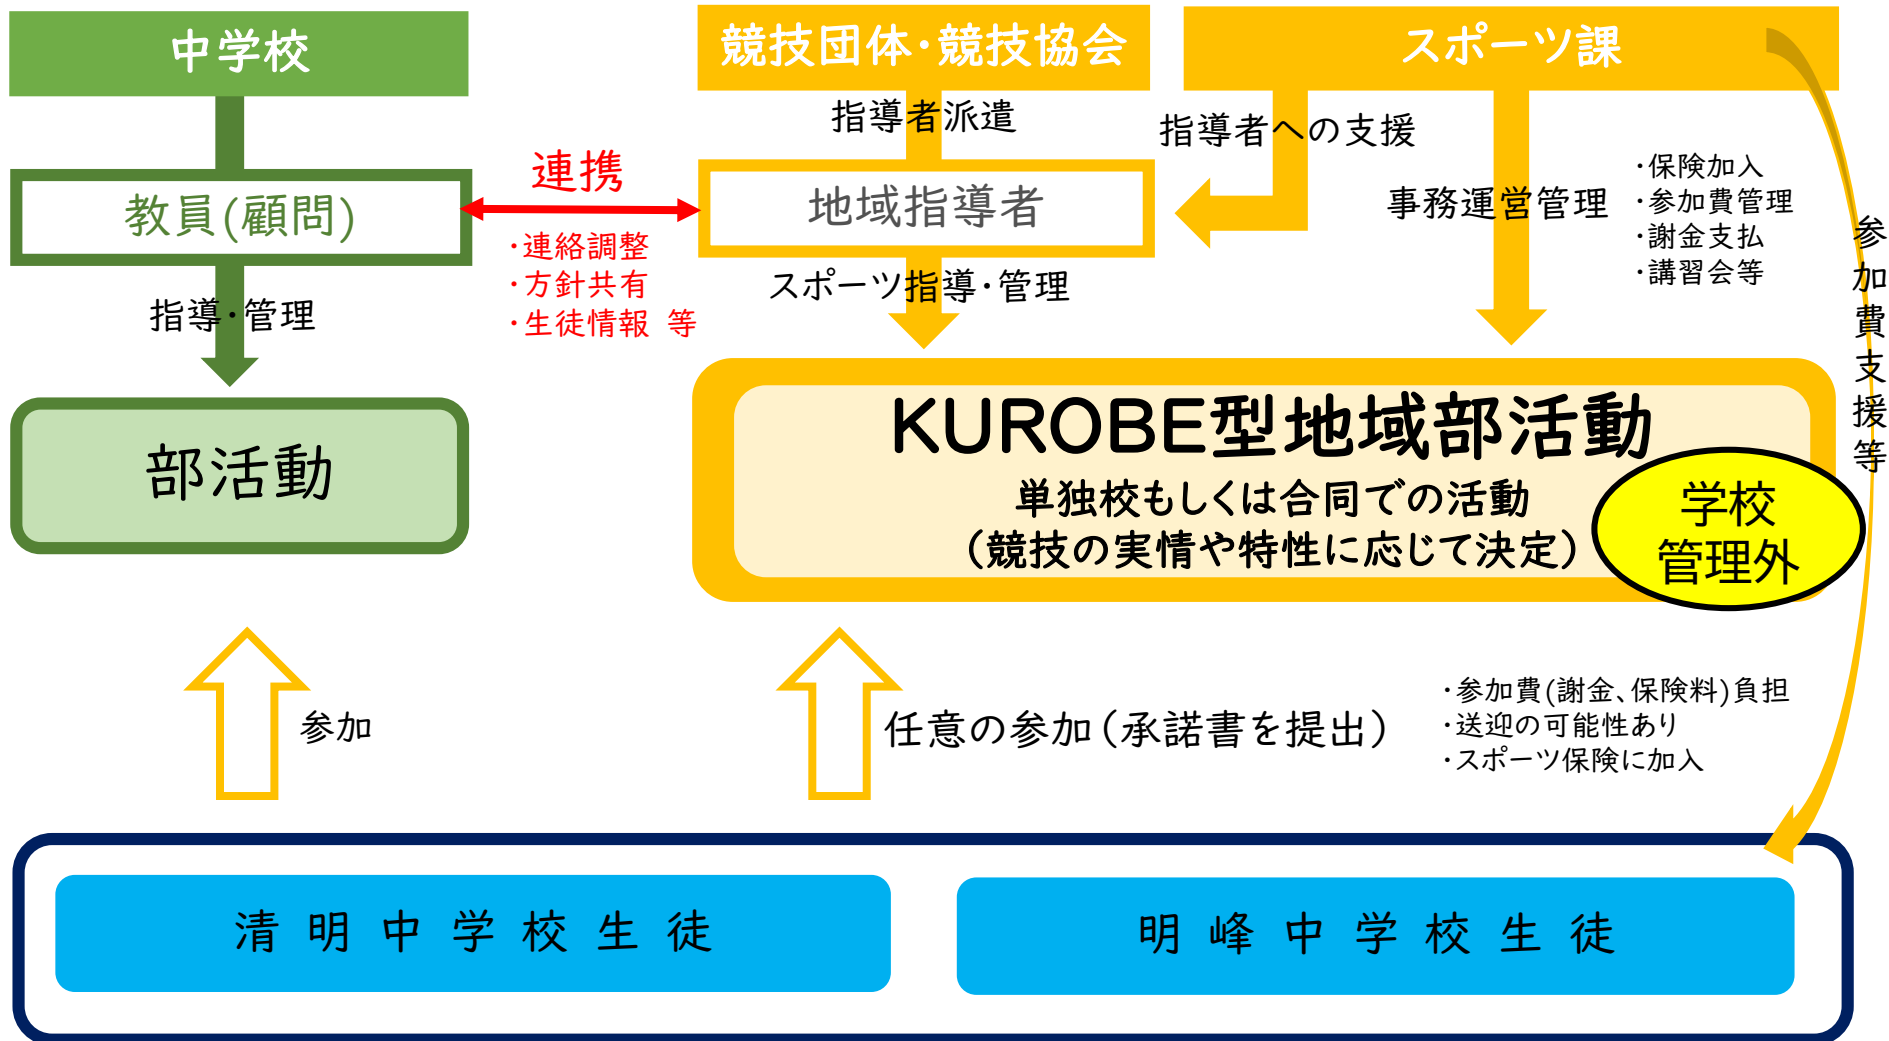 中学校
競技団体・競技協会
スポーツ課
指導者派遣
指導者への支援
連携
教員(顧問)
地域指導者
事務運営管理
・保険加入
・参加費管理
・謝金支払
・講習会等
・連絡調整
・方針共有
・生徒情報 等
指導・管理
スポーツ指導・管理
参加費支援等
部活動
KUROBE型地域部活動
単独校もしくは合同での活動
（競技の実情や特性に応じて決定）
学校
管理外
参加
任意の参加（承諾書を提出）
・参加費(謝金、保険料)負担
・送迎の可能性あり
・スポーツ保険に加入
清明中学校生徒
明峰中学校生徒